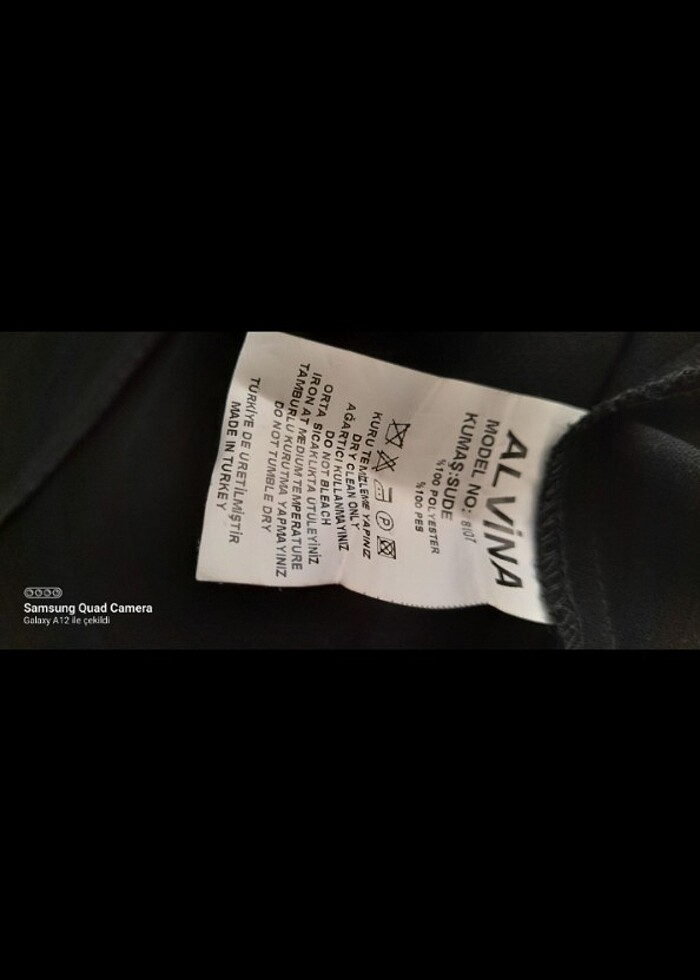 ALVİNA
MODEL NO: 8107
KUMAŞ:SUDE
%100 POLYESTER
%100 PES
KURU TEMİZLEME YAPINIZ
DRY CLEAN ONLY
AĞARTICI KULLANMAYINIZ
DO NOT BLEACH
ORTA SICAKLIKTA UTULEYİNİZ
IRON AT MEDIUM TEMPERATURE
TAMBURLU KURUTMA YAPMAYINIZ
DO NOT TUMBLE DRY
TÜRKİYE DE URETİLMİŞTİR
MADE IN TURKEY
Samsung Quad Camera
Galaxy A12 ile çekildi